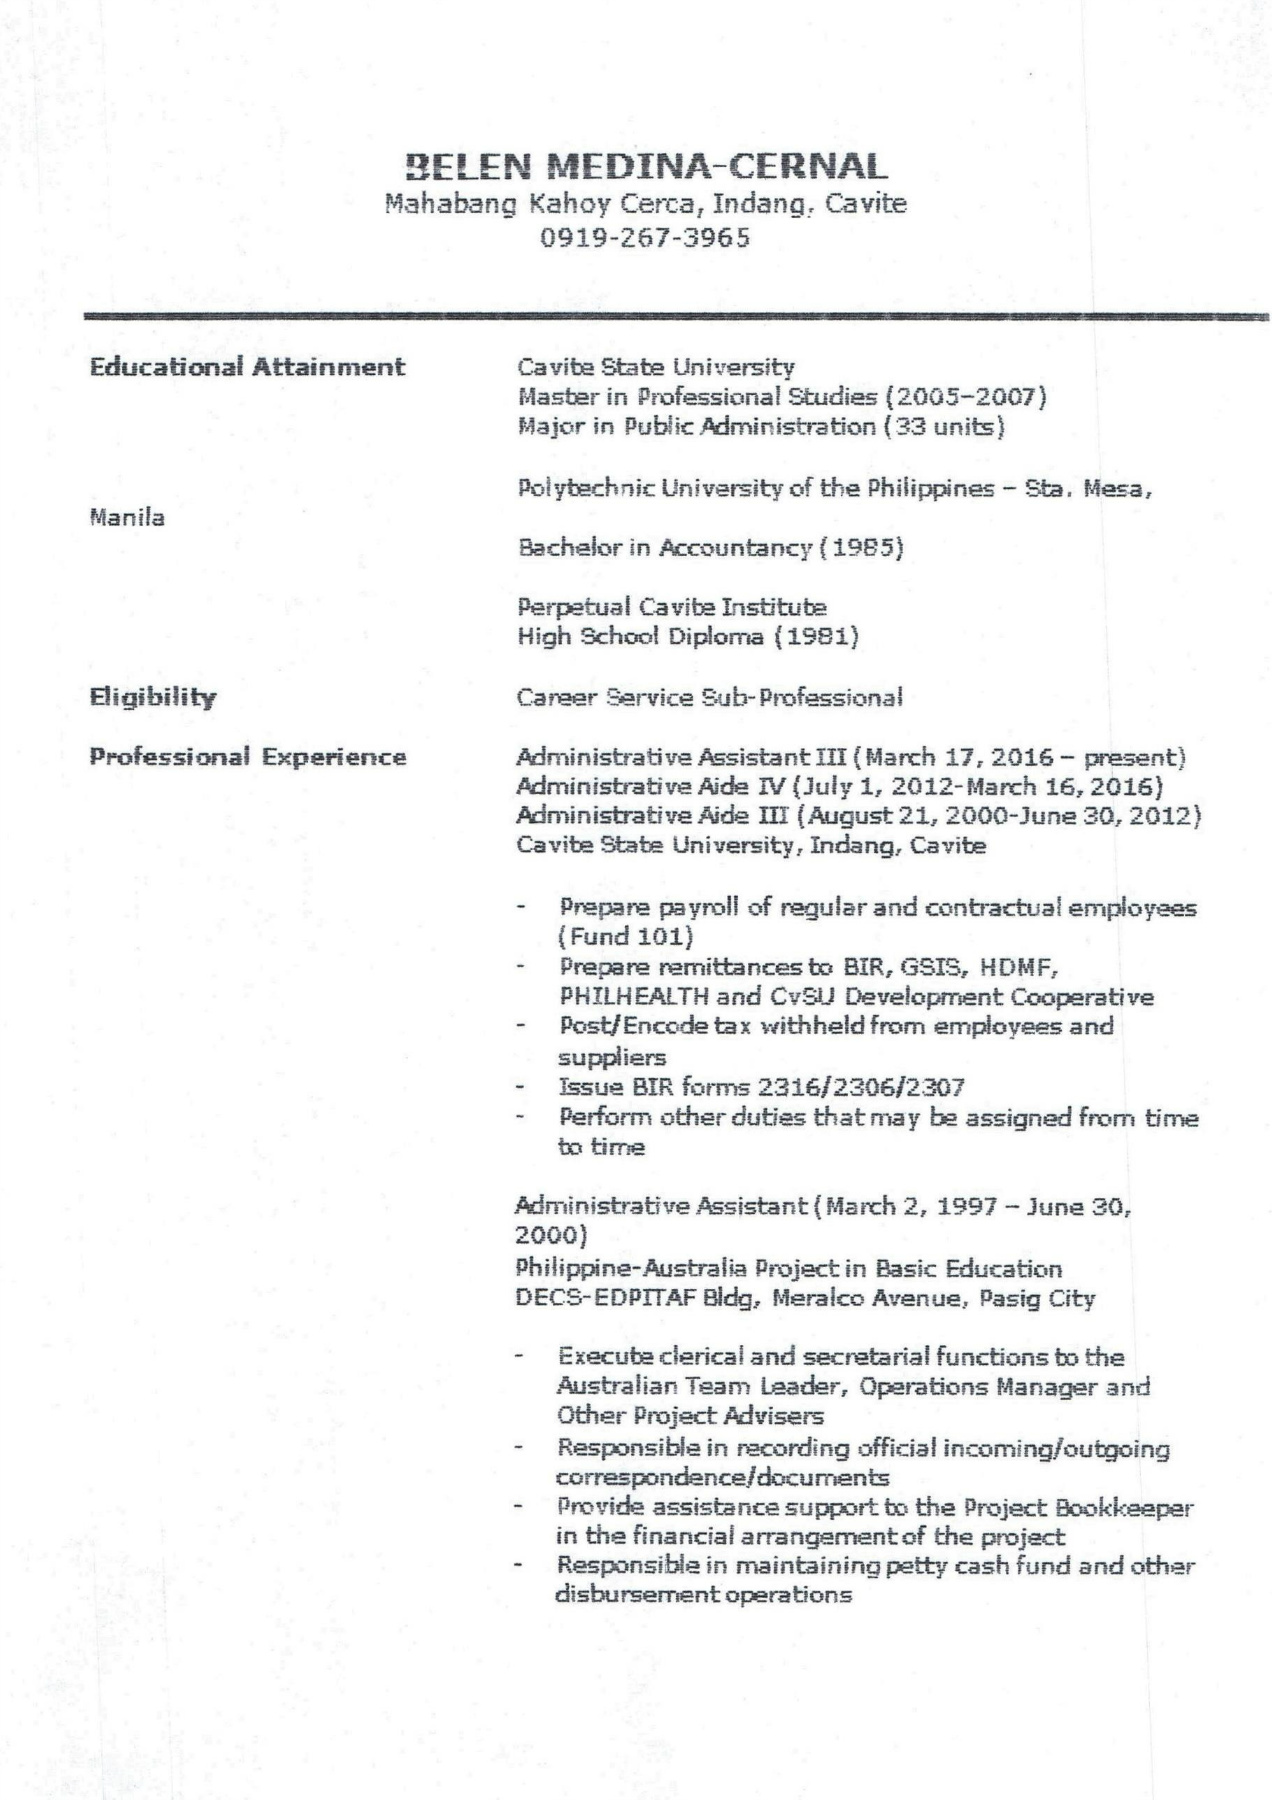 BELEN MEDINA-CERNAL
Mahabang Kahoy Cerca, Indang, Cavite
0919-267-3965
Educational Attainment Cavite State University
Master in Professional Studies (2005-2007)
Major in Public Administration (33 units)
Polytechnic University of the Philippines – Sta. Mesa,
Manila
Bachelor in Accountancy (1985)
Perpetual Cavite Institute
High School Diploma (1981)
Eligibility Career Service Sub-Professional
Professional Experience Administrative Assistant III (March 17, 2016 – present)
Administrative Aide IV (July 1, 2012-March 16, 2016)
Administrative Aide III (August 21, 2000-June 30, 2012)
Cavite State University, Indang, Cavite
- Prepare payroll of regular and contractual employees
(Fund 101)
- Prepare remittances to BIR, GSIS, HDMF,
PHILHEALTH and CvSU Development Cooperative
- Post/Encode tax withheld from employees and
suppliers
- Issue BIR forms 2316/2306/2307
- Perform other duties that may be assigned from time
to time
Administrative Assistant (March 2, 1997 – June 30,
2000)
Philippine-Australia Project in Basic Education
DECS-EDPITAF Bldg, Meralco Avenue, Pasig City
- Execute clerical and secretarial functions to the
Australian Team Leader, Operations Manager and
Other Project Advisers
- Responsible in recording official incoming/outgoing
correspondence/documents
- Provide assistance support to the Project Bookkeeper
in the financial arrangement of the project
- Responsible in maintaining petty cash fund and other
disbursement operations